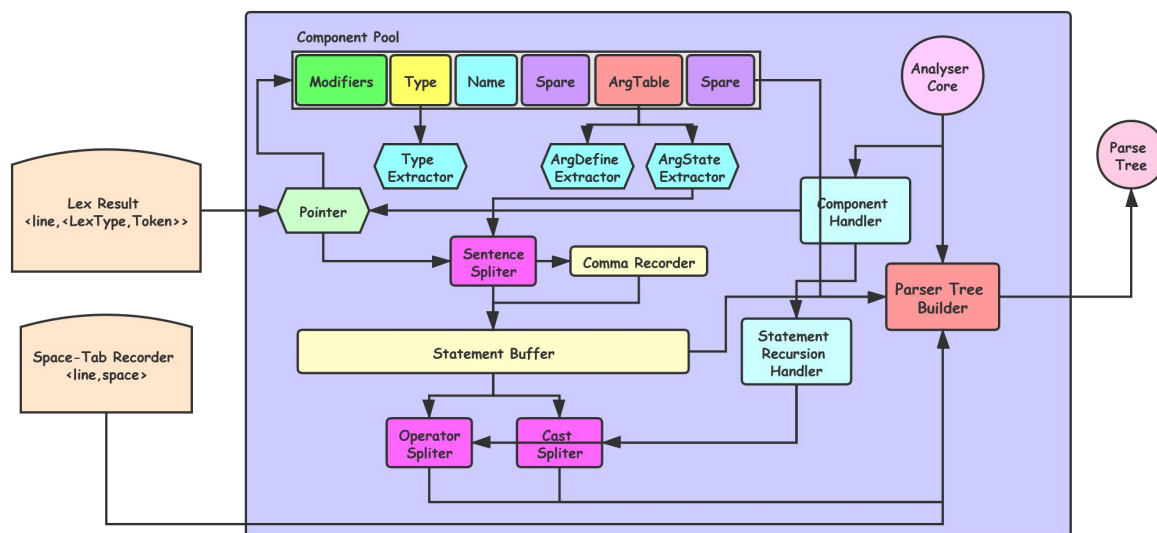 Component Pool
Modifiers
Type
Name
Spare
ArgTable
Spare
Analyser
Core
Parse
Tree
Type
Extractor
ArgDefine
Extractor
ArgState
Extractor
Lex Result
<line,<LexType,Token>>
Pointer
Component
Handler
Sentence
Spliter
Comma Recorder
Parser Tree
Builder
Space-Tab Recorder
<line,space>
Statement Buffer
Statement
Recursion
Handler
Operator
Spliter
Cast
Spliter